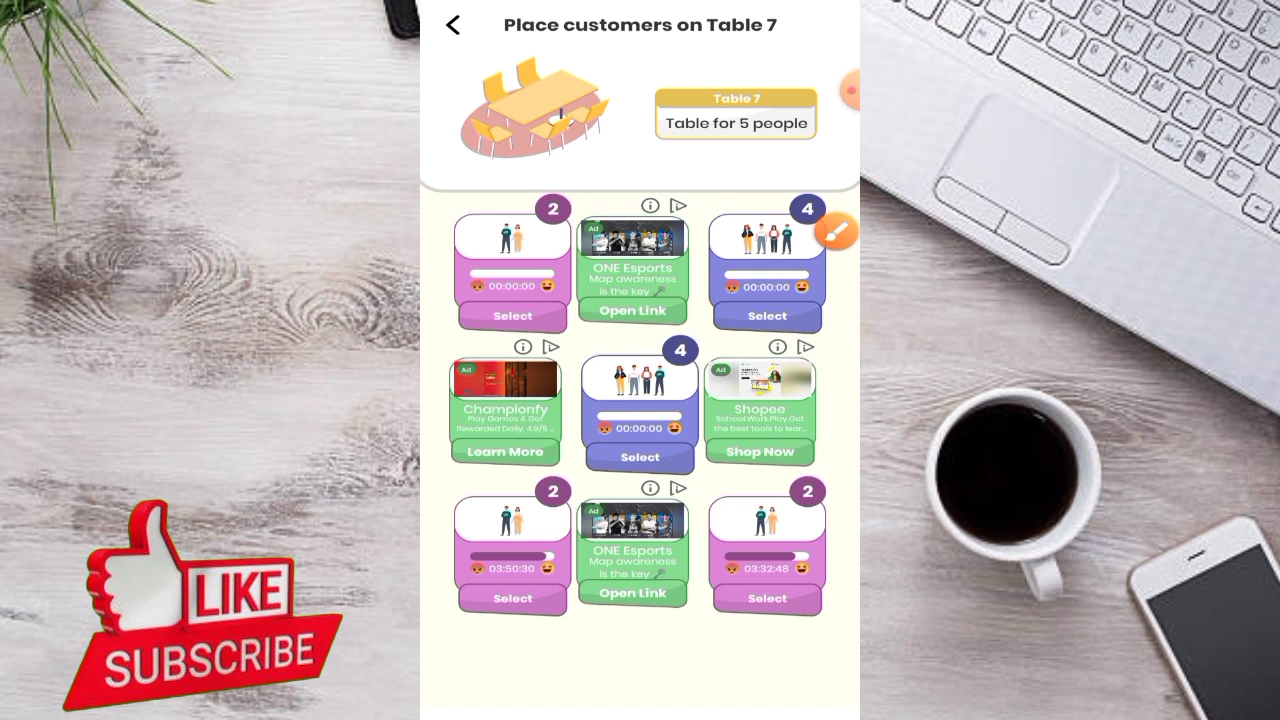 Place customers on Table 7
Table 7
Table for 5 people
2
00:00:00
Select
Ad
ONE Esports
Map awareness
is the key
Open Link
4
00:00:00
Select
Ad
Championfy
Play Games & Get
Rewarded Daily. 4.9/5 ...
Learn More
4
00:00:00
Select
Ad
Shopee
School.Work.Play.Get
the best tools to lear...
Shop Now
2
03:50:30
Select
Ad
ONE Esports
Map awareness
is the key
Open Link
2
03:32:48
Select
LIKE
SUBSCRIBE